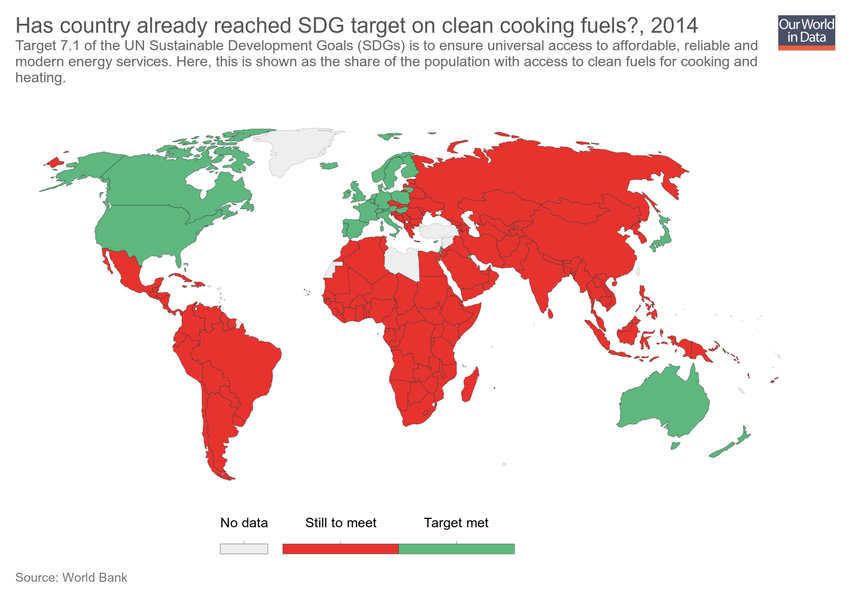 Has country already reached SDG target on clean cooking fuels?, 2014
Our World
in Data
Target 7.1 of the UN Sustainable Development Goals (SDGs) is to ensure universal access to affordable, reliable and
modern energy services. Here, this is shown as the share of the population with access to clean fuels for cooking and
heating.
No data
Still to meet
Target met
Source: World Bank